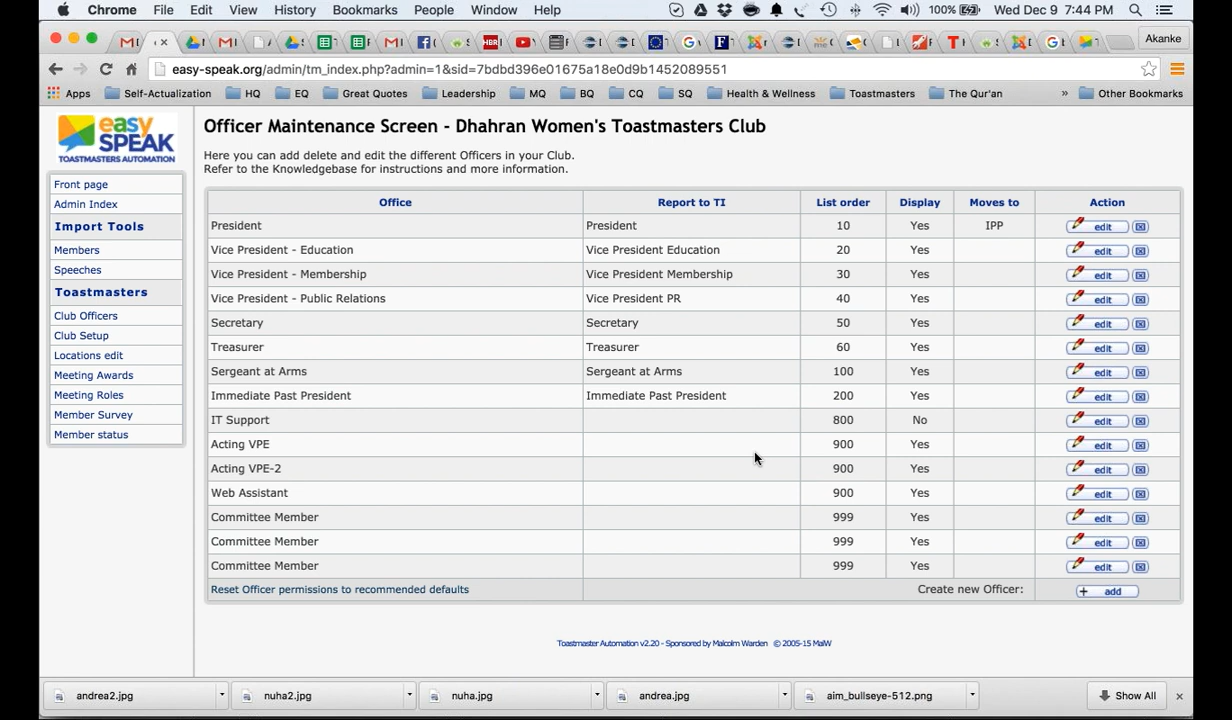 Chrome File Edit View History Bookmarks People Window Help 100% Wed Dec 9 7:44 PM
Akanke
easy-speak.org/admin/tm_index.php?admin=1&sid=7bdbd396e01675a18e0d9b1452089551
Apps Self-Actualization HQ EQ Great Quotes Leadership MQ BQ CQ SQ Health & Wellness Toastmasters The Qur'an » Other Bookmarks
easy
SPEAK
TOASTMASTERS AUTOMATION
Front page
Admin Index
Import Tools
Members
Speeches
Toastmasters
Club Officers
Club Setup
Locations edit
Meeting Awards
Meeting Roles
Member Survey
Member status
Officer Maintenance Screen - Dhahran Women's Toastmasters Club
Here you can add delete and edit the different Officers in your Club.
Refer to the Knowledgebase for instructions and more information.
Office Report to TI List order Display Moves to Action
President President 10 Yes IPP edit
Vice President - Education Vice President Education 20 Yes edit
Vice President - Membership Vice President Membership 30 Yes edit
Vice President - Public Relations Vice President PR 40 Yes edit
Secretary Secretary 50 Yes edit
Treasurer Treasurer 60 Yes edit
Sergeant at Arms Sergeant at Arms 100 Yes edit
Immediate Past President Immediate Past President 200 Yes edit
IT Support 800 No edit
Acting VPE 900 Yes edit
Acting VPE-2 900 Yes edit
Web Assistant 900 Yes edit
Committee Member 999 Yes edit
Committee Member 999 Yes edit
Committee Member 999 Yes edit
Reset Officer permissions to recommended defaults Create new Officer: + add
Toastmaster Automation v2.20 - Sponsored by Malcolm Warden © 2005-15 MalW
andrea2.jpg nuha2.jpg nuha.jpg andrea.jpg aim_bullseye-512.png Show All